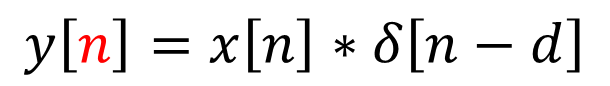 y[n] = x[n] ∗ δ[n − d]